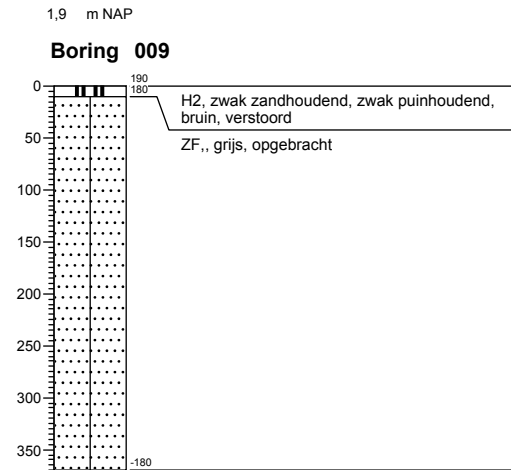 1,9 m NAP
Boring 009
190
0
180
H2, zwak zandhoudend, zwak puinhoudend,
bruin, verstoord
50
ZF,, grijs, opgebracht
100
150
200
250
300
350
-180